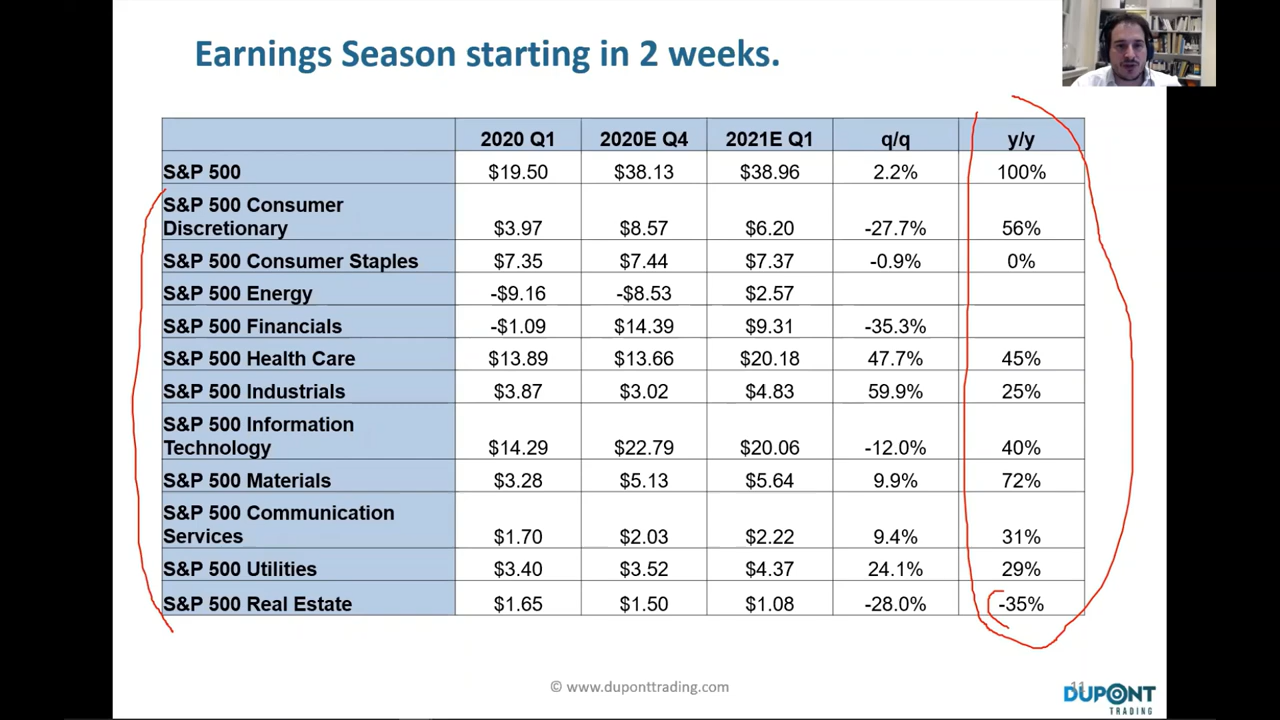 Earnings Season starting in 2 weeks.
2020 Q1 2020E Q4 2021E Q1 q/q y/y
S&P 500 $19.50 $38.13 $38.96 2.2% 100%
S&P 500 Consumer
Discretionary $3.97 $8.57 $6.20 -27.7% 56%
S&P 500 Consumer Staples $7.35 $7.44 $7.37 -0.9% 0%
S&P 500 Energy -$9.16 -$8.53 $2.57
S&P 500 Financials -$1.09 $14.39 $9.31 -35.3%
S&P 500 Health Care $13.89 $13.66 $20.18 47.7% 45%
S&P 500 Industrials $3.87 $3.02 $4.83 59.9% 25%
S&P 500 Information
Technology $14.29 $22.79 $20.06 -12.0% 40%
S&P 500 Materials $3.28 $5.13 $5.64 9.9% 72%
S&P 500 Communication
Services $1.70 $2.03 $2.22 9.4% 31%
S&P 500 Utilities $3.40 $3.52 $4.37 24.1% 29%
S&P 500 Real Estate $1.65 $1.50 $1.08 -28.0% -35%
© www.duponttrading.com
11
DUPONT
TRADING